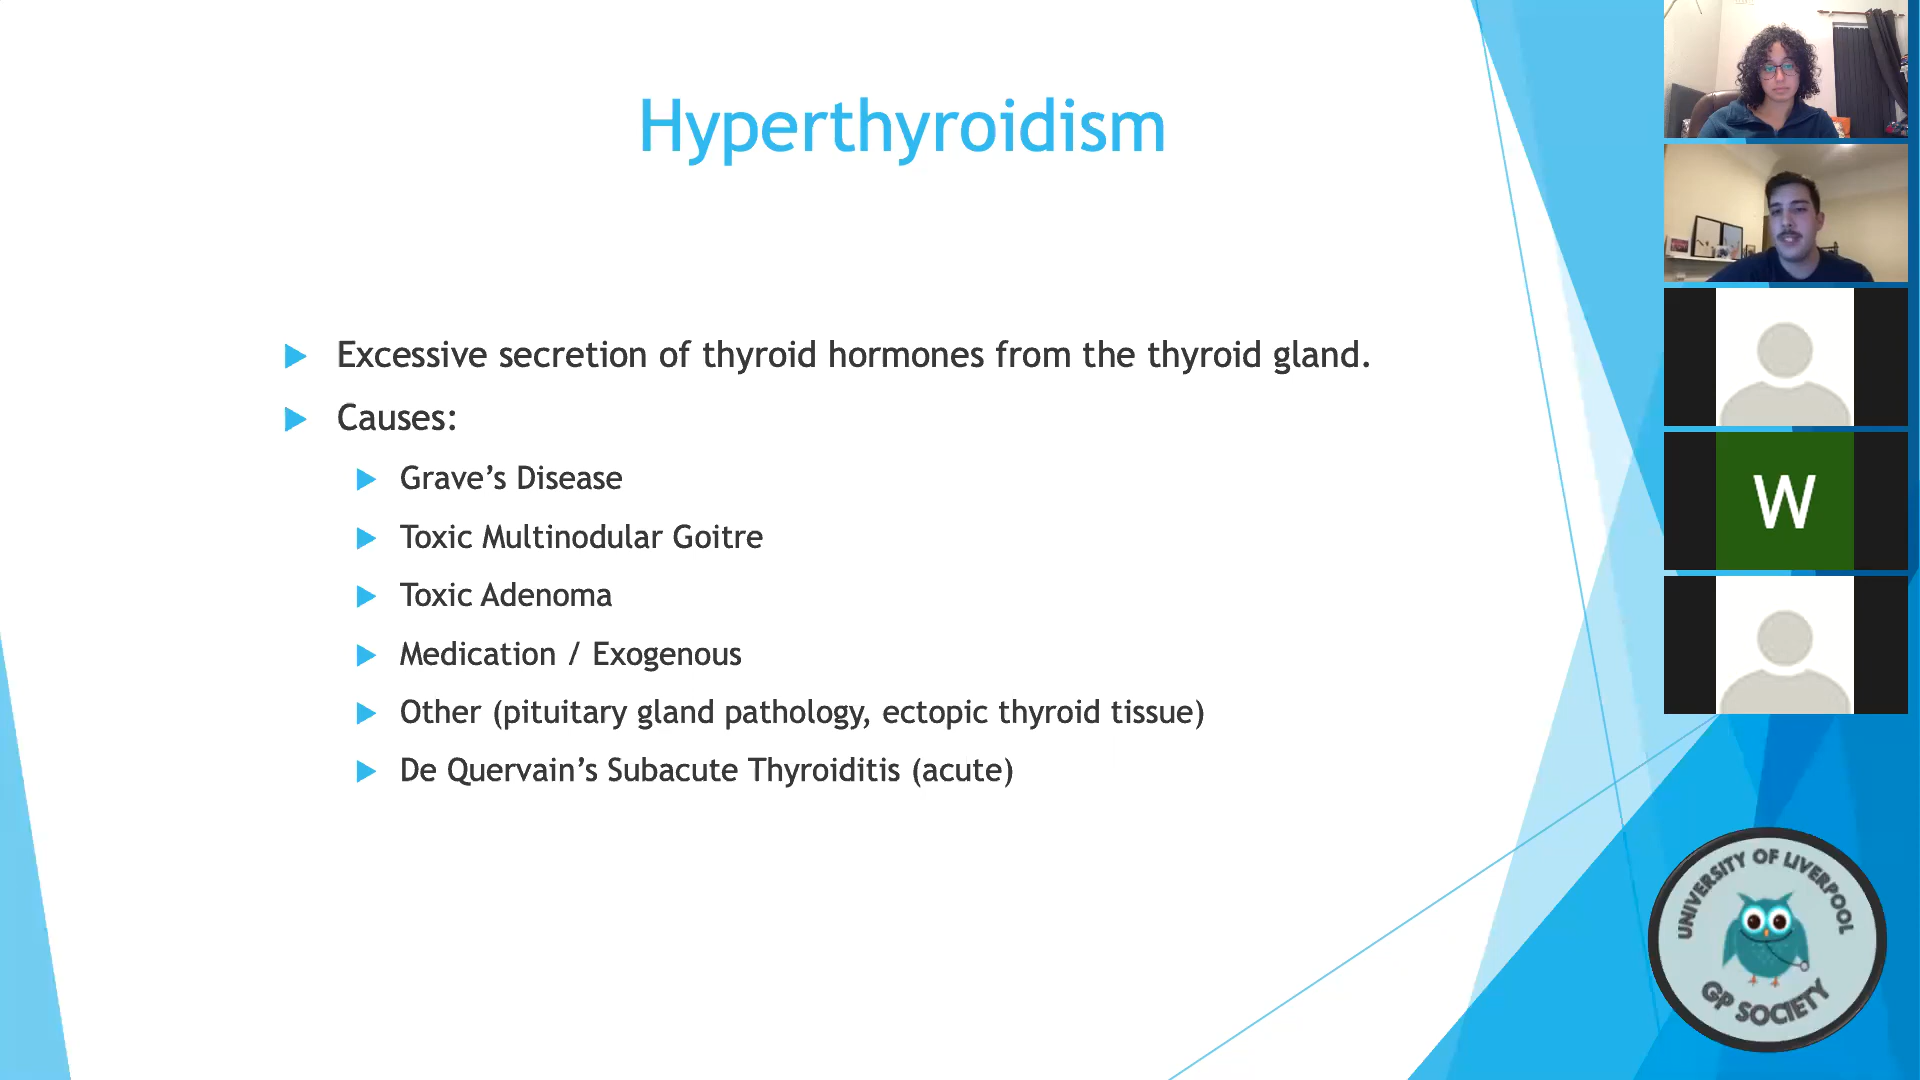 Hyperthyroidism
Excessive secretion of thyroid hormones from the thyroid gland.
Causes:
Grave’s Disease
Toxic Multinodular Goitre
Toxic Adenoma
Medication / Exogenous
Other (pituitary gland pathology, ectopic thyroid tissue)
De Quervain’s Subacute Thyroiditis (acute)
W
UNIVERSITY OF LIVERPOOL
GP SOCIETY